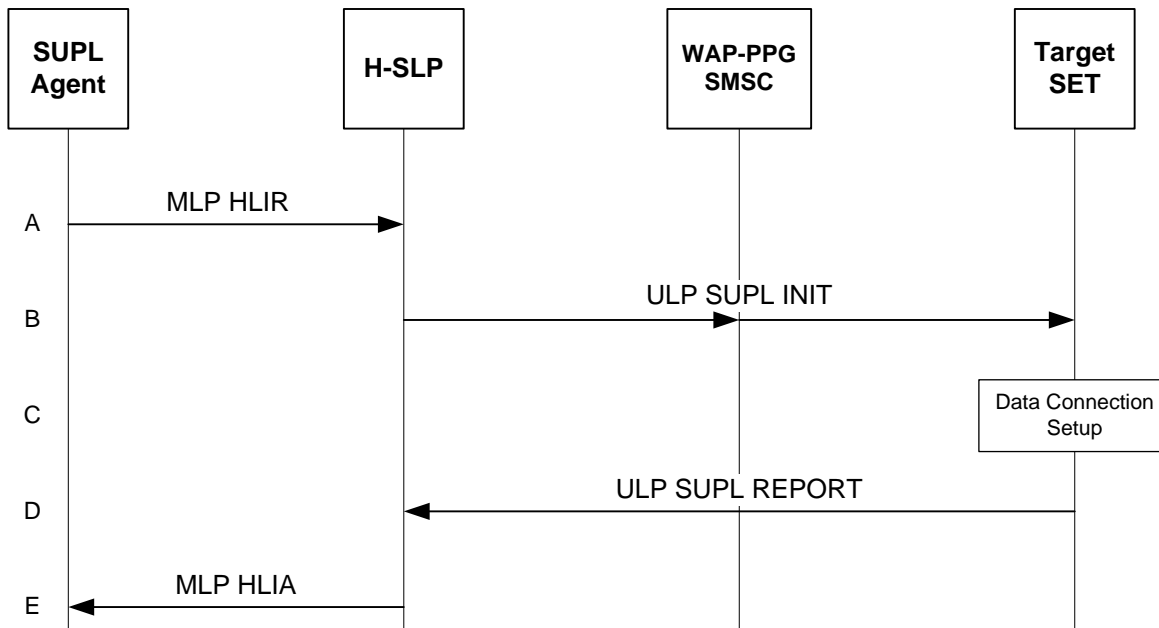 SUPL
Agent
H-SLP
WAP-PPG
SMSC
Target
SET
A
MLP HLIR
B
ULP SUPL INIT
C
Data Connection
Setup
D
ULP SUPL REPORT
E
MLP HLIA